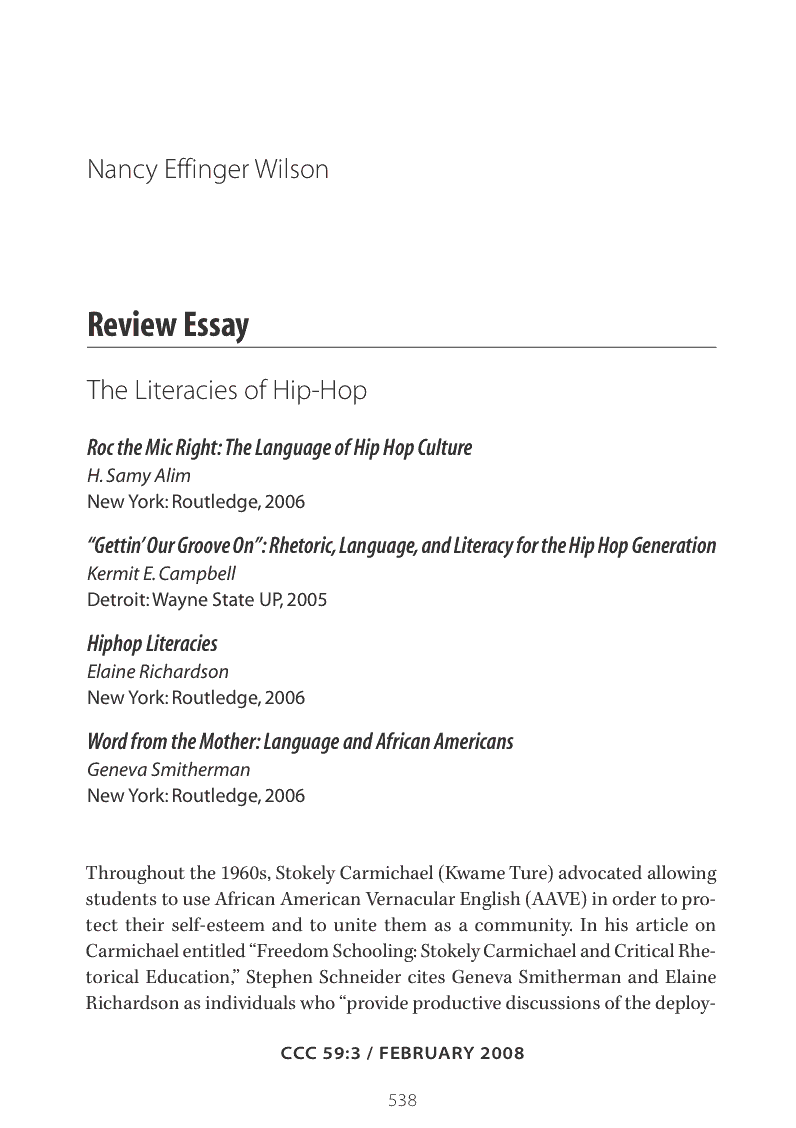 Nancy Effinger Wilson
Review Essay
The Literacies of Hip-Hop
Roc the Mic Right: The Language of Hip Hop Culture
H. Samy Alim
New York: Routledge, 2006
“Gettin’ Our Groove On”: Rhetoric, Language, and Literacy for the Hip Hop Generation
Kermit E. Campbell
Detroit: Wayne State UP, 2005
Hiphop Literacies
Elaine Richardson
New York: Routledge, 2006
Word from the Mother: Language and African Americans
Geneva Smitherman
New York: Routledge, 2006
Throughout the 1960s, Stokely Carmichael (Kwame Ture) advocated allowing
students to use African American Vernacular English (AAVE) in order to pro-
tect their self-esteem and to unite them as a community. In his article on
Carmichael entitled “Freedom Schooling: Stokely Carmichael and Critical Rhe-
torical Education,” Stephen Schneider cites Geneva Smitherman and Elaine
Richardson as individuals who “provide productive discussions of the deploy-
CCC 59:3 / FEBRUARY 2008
538